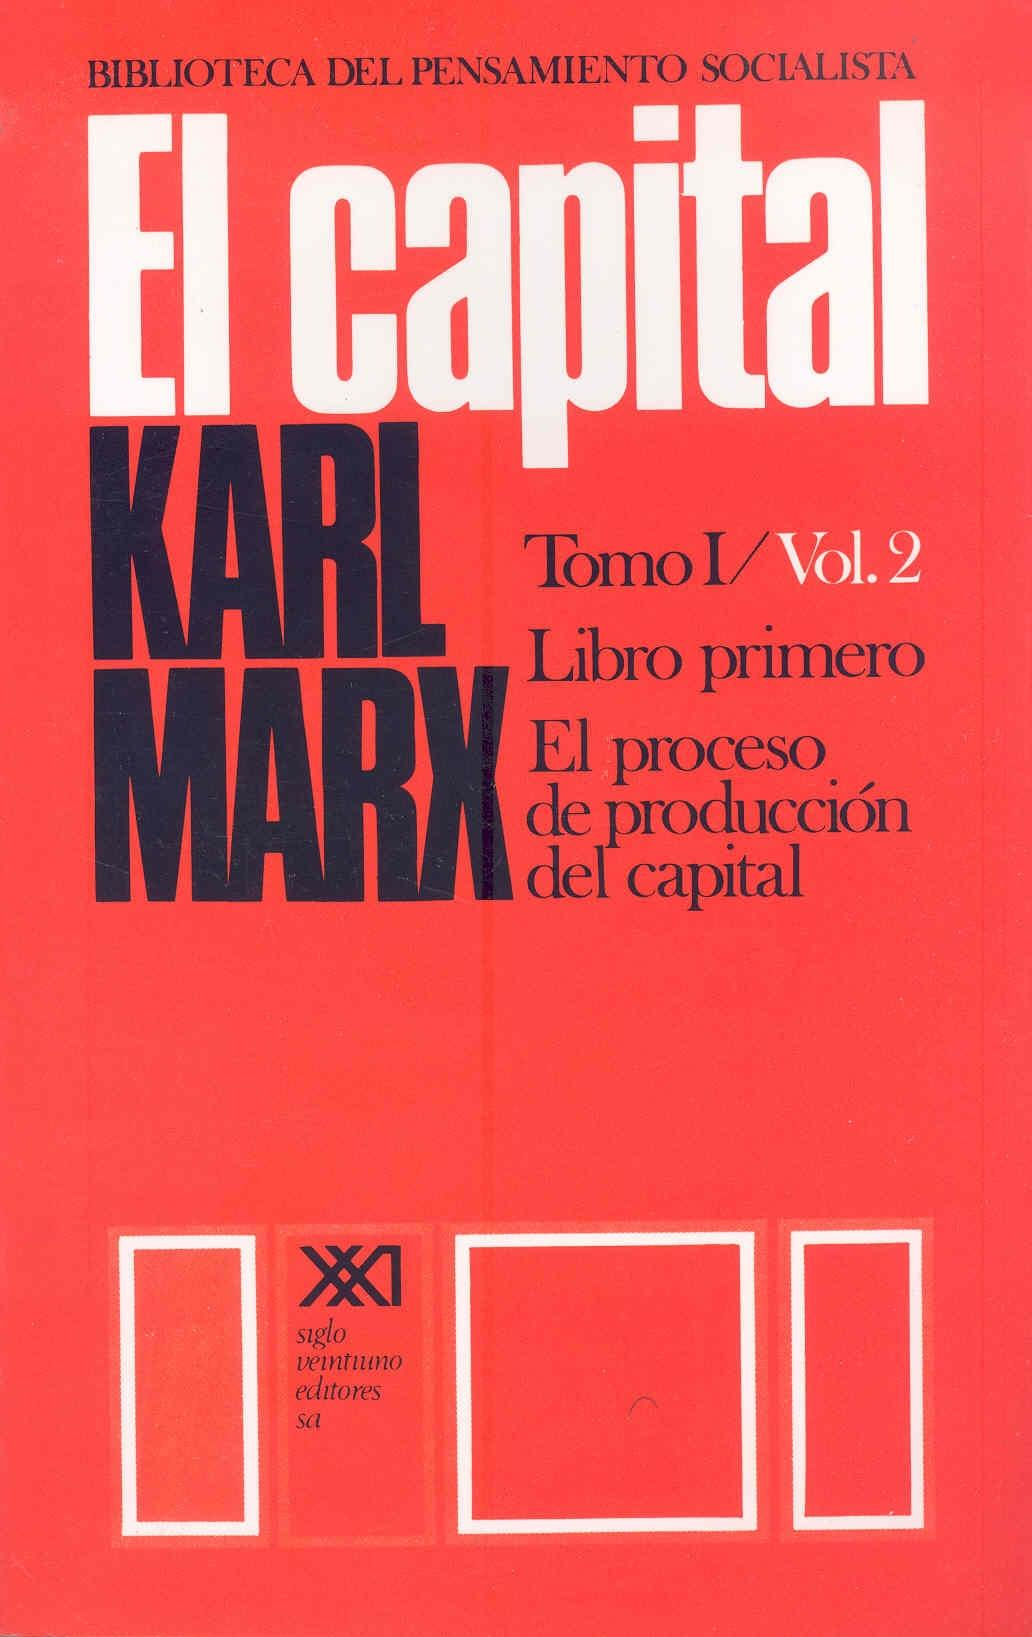 BIBLIOTECA DEL PENSAMIENTO SOCIALISTA
El capital
KARL
MARX
Tomo I/Vol. 2
Libro primero
El proceso
de producción
del capital
XXI
siglo
veintiuno
editores
sa